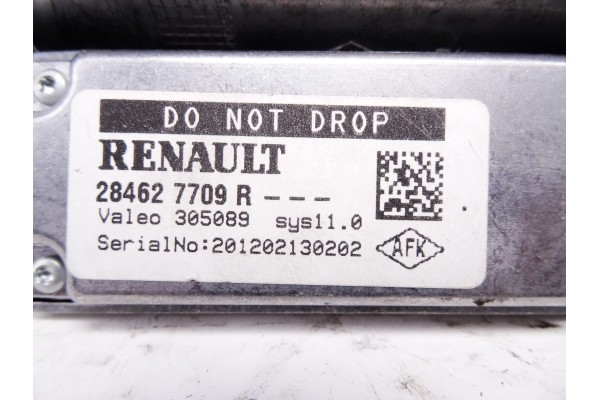 DO NOT DROP
RENAULT
28462 7709 R ---
Valeo 305089 sys11.0
SerialNo:201202130202
AFK